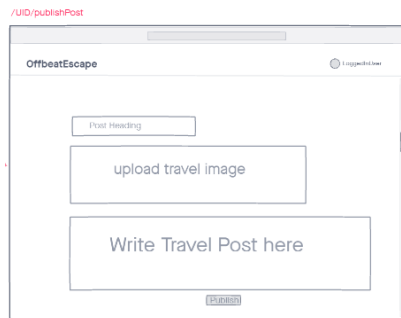 /UID/publishPost
OffbeatEscape
LoggedInUser
Post Heading
upload travel image
Write Travel Post here
Publish